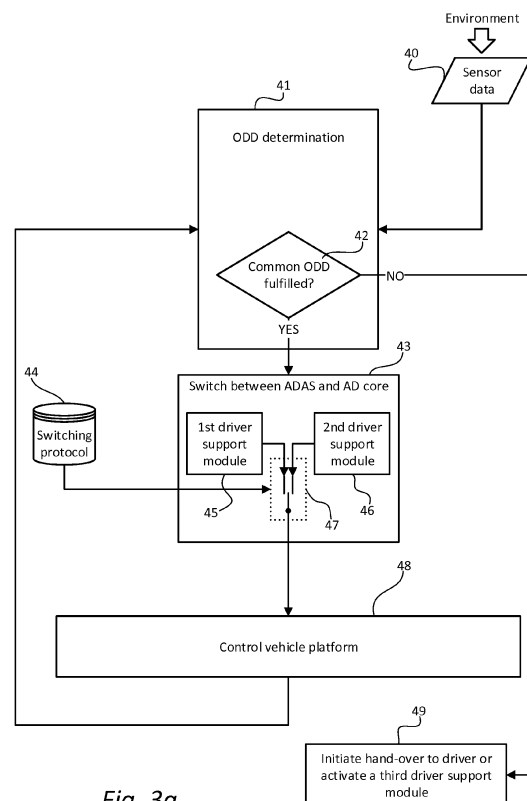 Environment
40
Sensor
data
41
ODD determination
42
Common ODD
fulfilled?
NO
YES
43
Switch between ADAS and AD core
44
Switching
protocol
1st driver
support
module
2nd driver
support
module
45
47
46
48
Control vehicle platform
49
Initiate hand-over to driver or
activate a third driver support
module
Fig. 3a